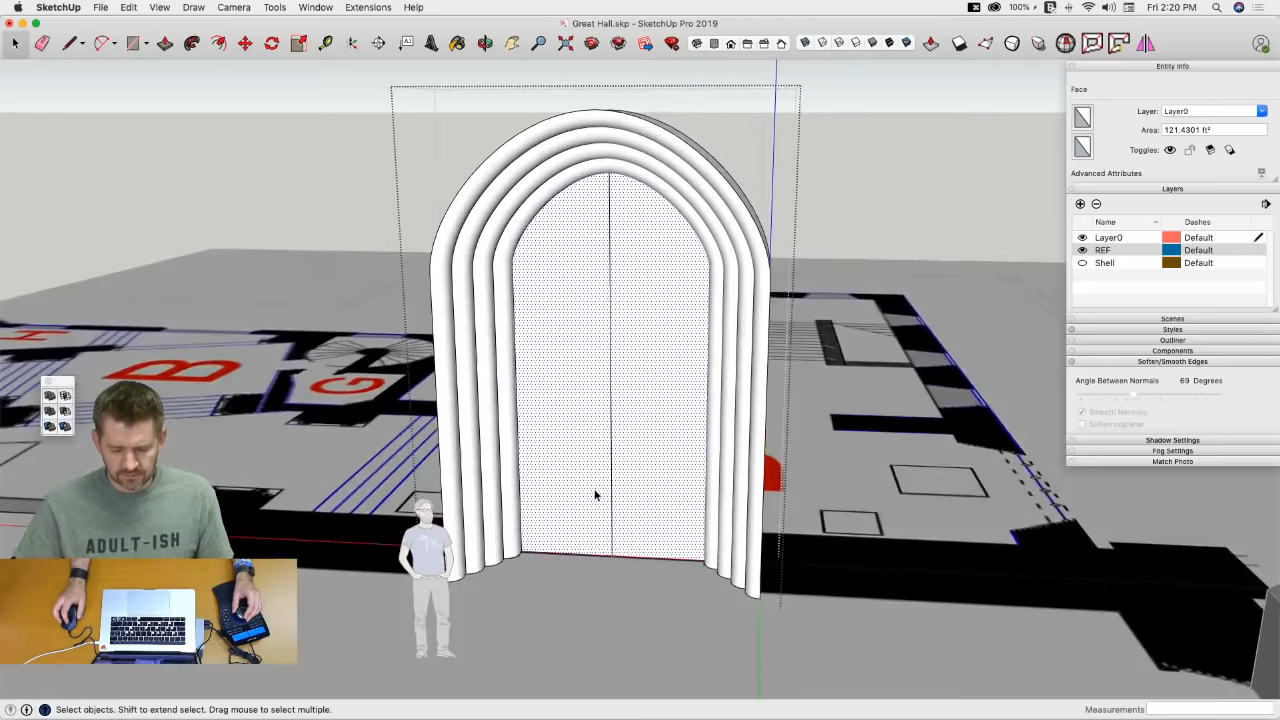 SketchUp File Edit View Draw Camera Tools Window Extensions Help
100% Fri 2:20 PM
Great Hall.skp - SketchUp Pro 2019
Entity Info
Face
Layer: Layer0
Area: 121.4301 ft²
Toggles:
Advanced Attributes
Layers
Name Dashes
Layer0 Default
REF Default
Shell Default
Scenes
Styles
Outliner
Components
Soften/Smooth Edges
Angle Between Normals 69 Degrees
Smooth Normals
Soften coplanar
Shadow Settings
Fog Settings
Match Photo
H
B
G
ADULT-ISH
Select objects. Shift to extend select. Drag mouse to select multiple.
Measurements